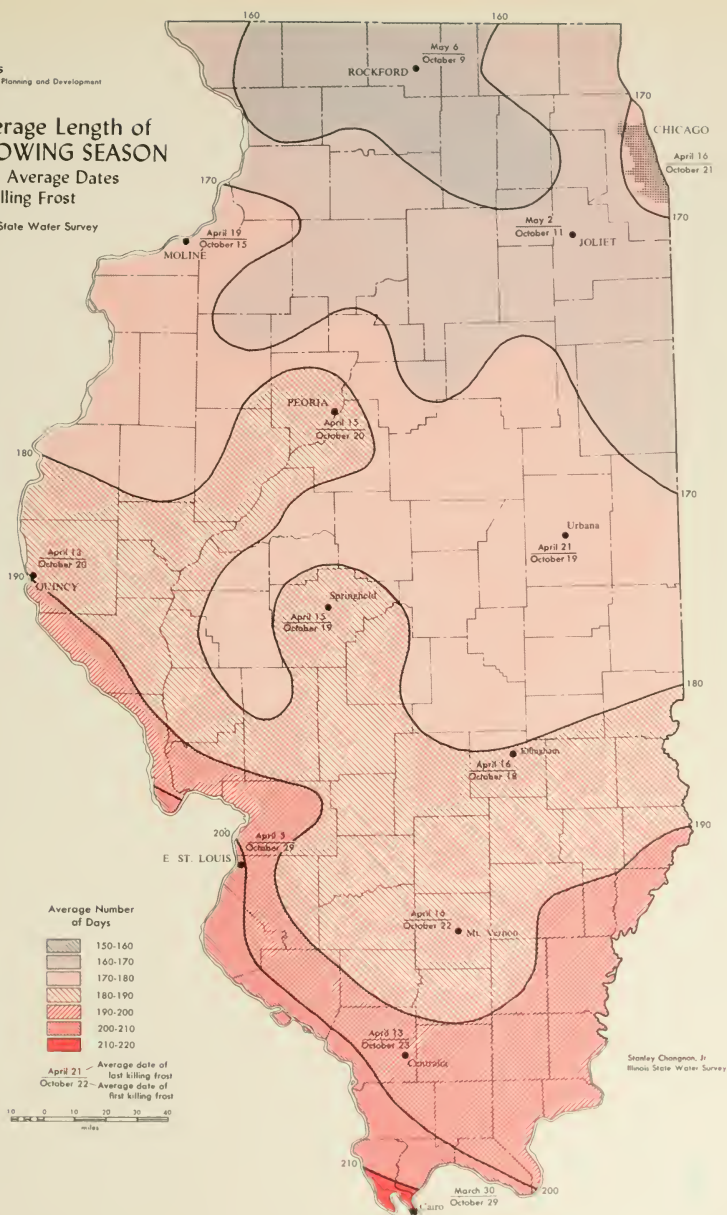 160
160
Planning and Development
Average Length of
GROWING SEASON
Average Dates
Killing Frost
State Water Survey
May 6
October 9
ROCKFORD
170
CHICAGO
April 16
October 21
170
170
April 19
October 15
MOLINE
May 2
October 11
JOLIET
PEORIA
April 15
October 20
180
170
Urbana
April 21
October 19
April 13
October 20
190
QUINCY
Springfield
April 15
October 19
180
Effingham
April 16
October 18
190
200
April 3
October 29
E ST. LOUIS
April 16
October 22
Mt. Vernon
Average Number
of Days
150-160
160-170
170-180
180-190
190-200
200-210
210-220
April 21 Average date of
last killing frost
October 22 Average date of
first killing frost
10 0 10 20 30 40
miles
April 13
October 23
Centralia
Stanley Changnon, Jr
Illinois State Water Survey
210
200
March 30
October 29
Cairo